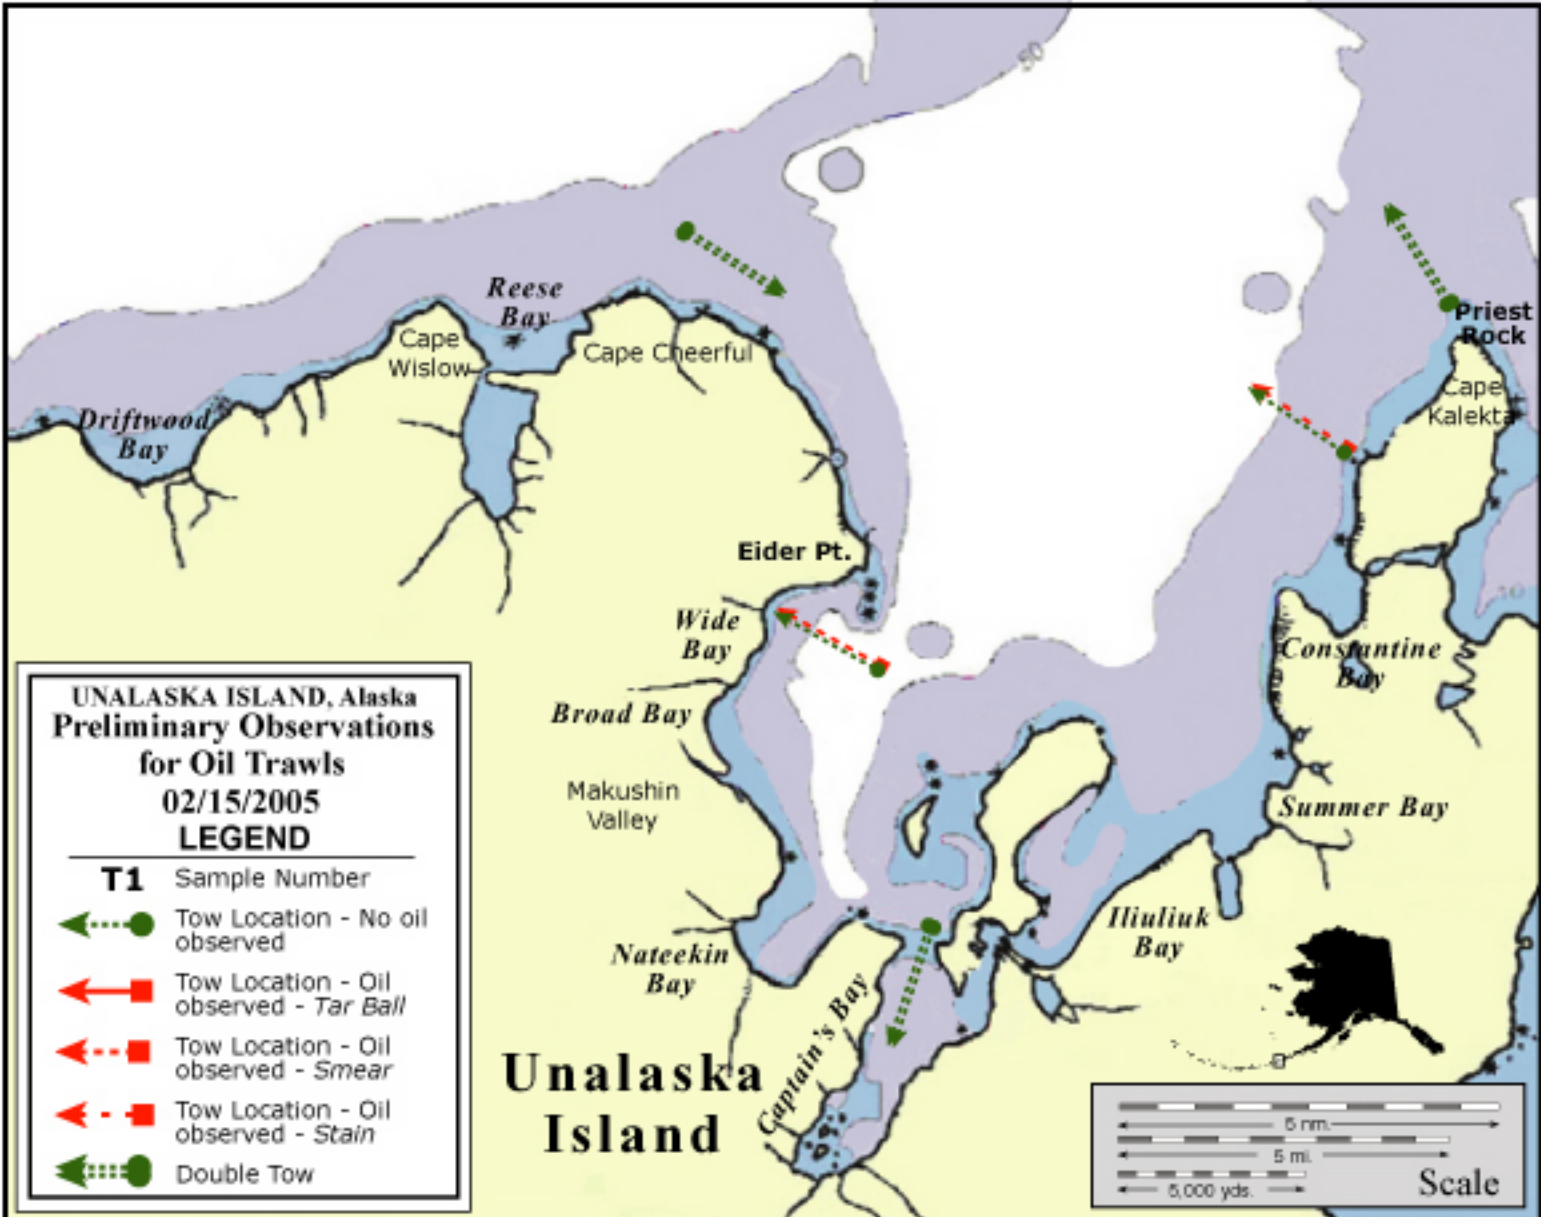 50
Reese
Bay
Priest
Rock
Cape
Wislow
Cape Cheerful
Cape
Kalekta
Driftwood
Bay
Eider Pt.
Wide
Bay
Constantine
Bay
Broad Bay
Makushin
Valley
Summer Bay
Iliuliuk
Bay
Nateekin
Bay
Captain's Bay
Unalaska
Island
UNALASKA ISLAND, Alaska
Preliminary Observations
for Oil Trawls
02/15/2005
LEGEND
T1 Sample Number
Tow Location - No oil
observed
Tow Location - Oil
observed - Tar Ball
Tow Location - Oil
observed - Smear
Tow Location - Oil
observed - Stain
Double Tow
5 nm.
5 mi.
5,000 yds.
Scale